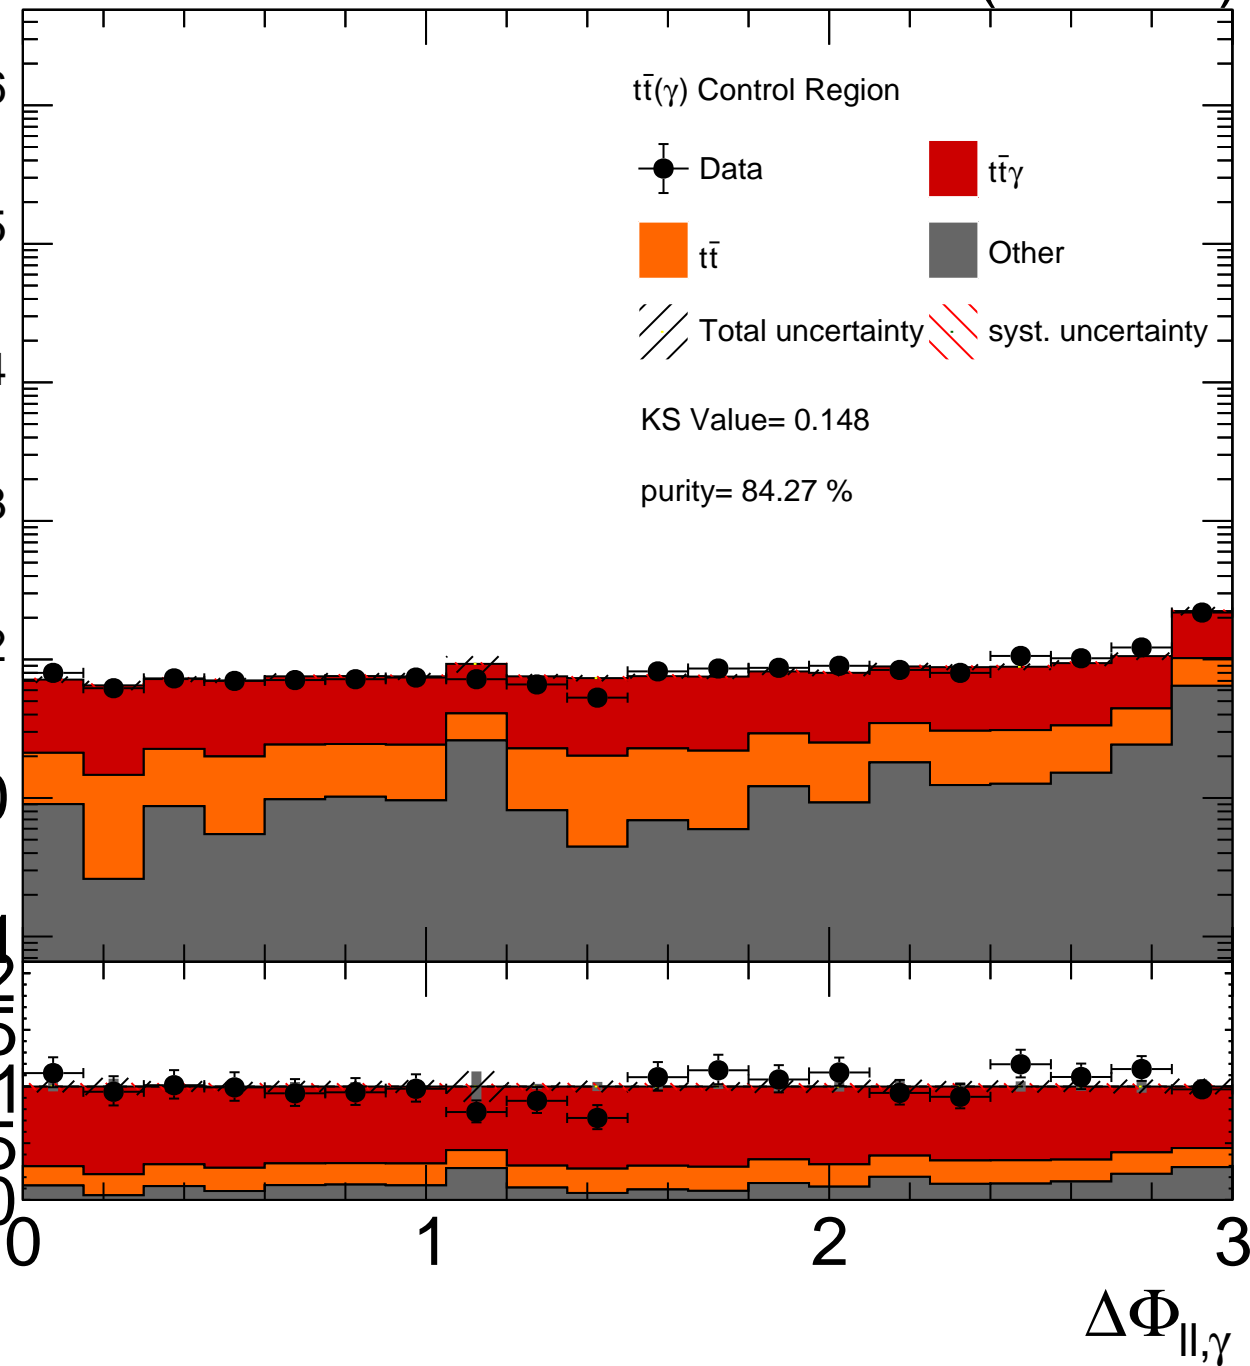 tt̄(γ) Control Region
Data
tt̄γ
tt̄
Other
Total uncertainty
syst. uncertainty
KS Value= 0.148
purity= 84.27 %
0
1
2
3
ΔΦll,γ